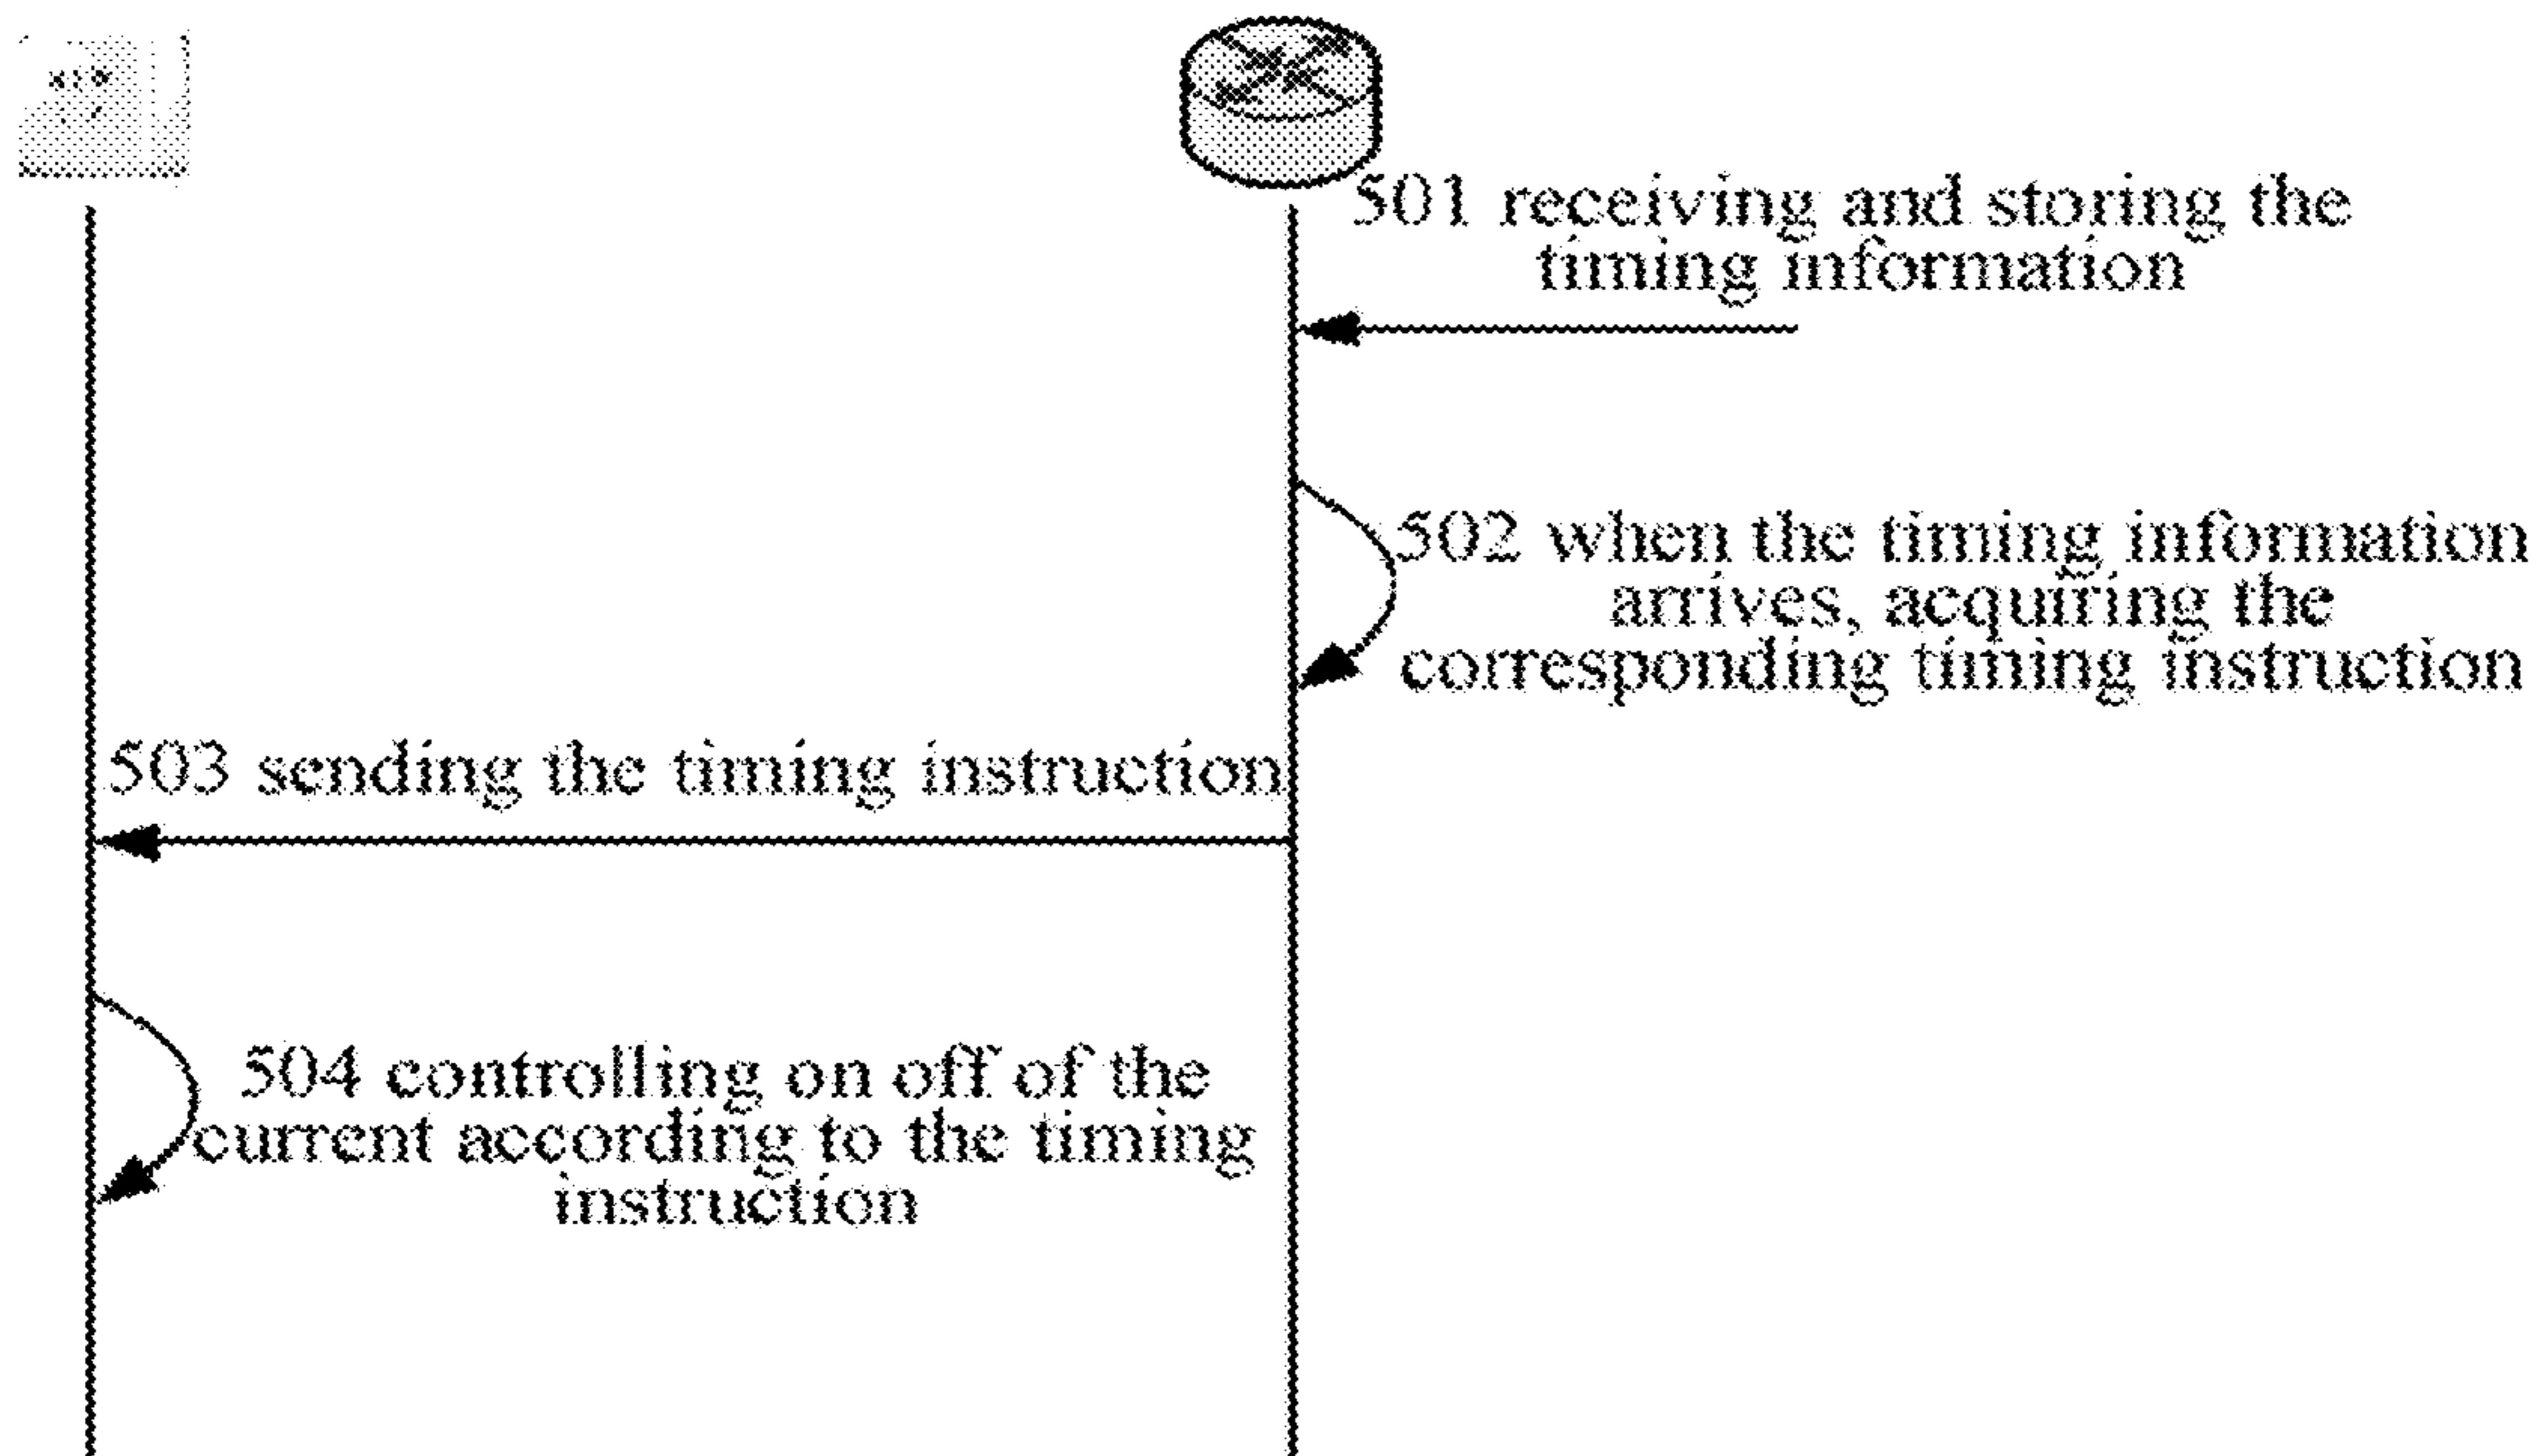 501 receiving and storing the
timing information
502 when the timing information
arrives, acquiring the
corresponding timing instruction
503 sending the timing instruction
504 controlling on off of the
current according to the timing
instruction